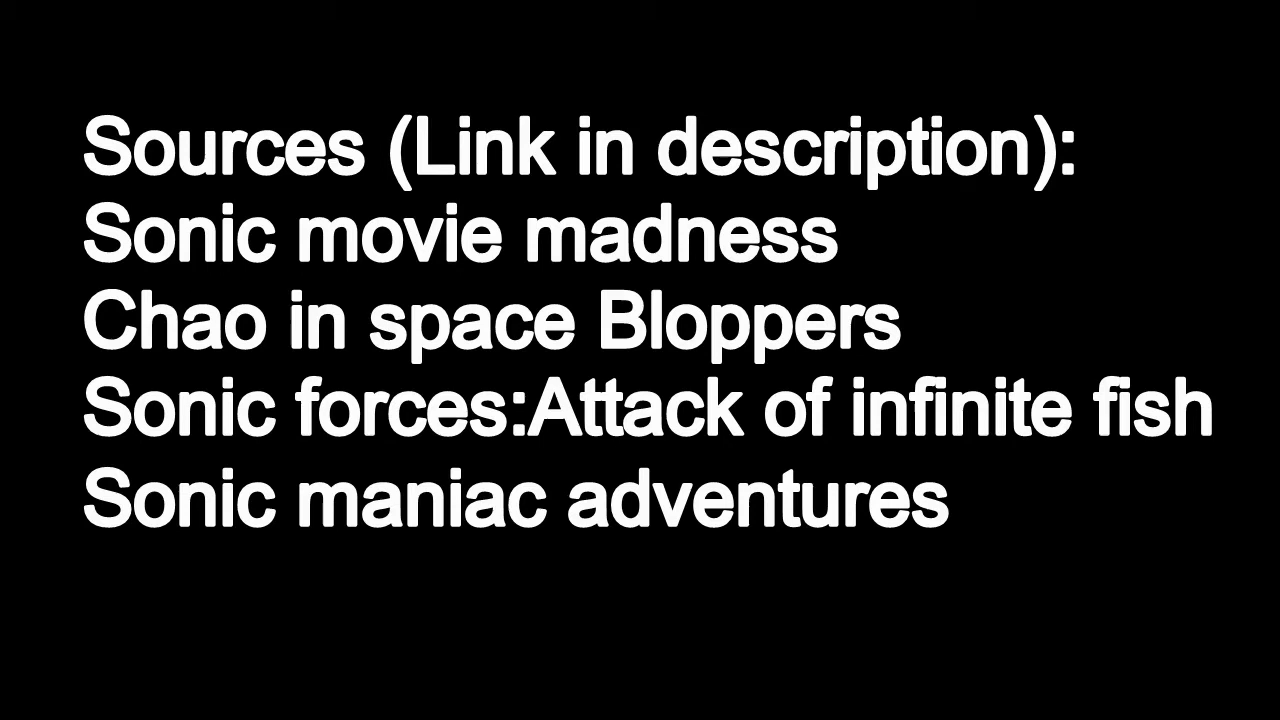 Sources (Link in description):
Sonic movie madness
Chao in space Bloppers
Sonic forces:Attack of infinite fish
Sonic maniac adventures